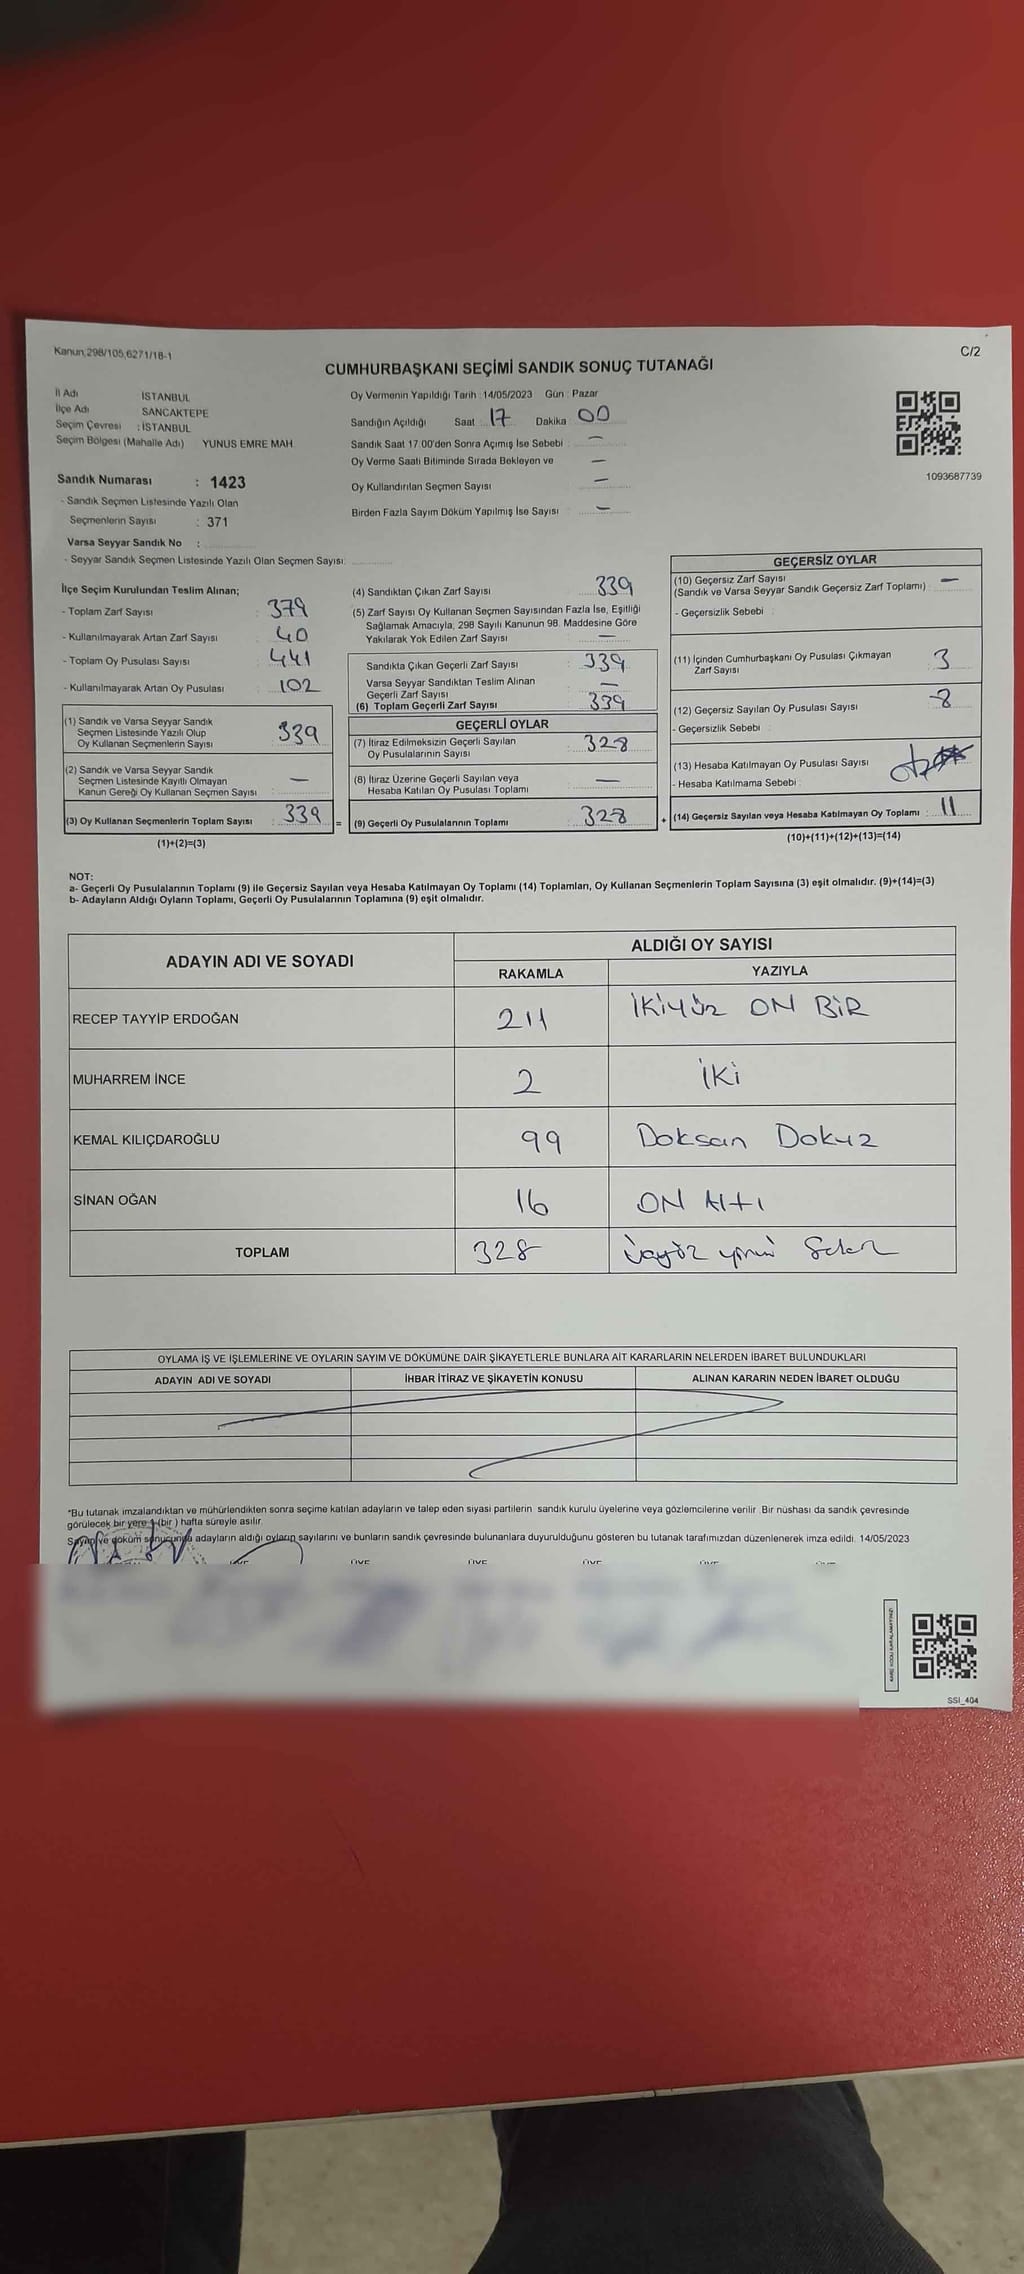 Kanun,298/105,6271/18-1
C/2
CUMHURBAŞKANI SEÇİMİ SANDIK SONUÇ TUTANAĞI
İl Adı İSTANBUL
İlçe Adı SANCAKTEPE
Seçim Çevresi : İSTANBUL
Seçim Bölgesi (Mahalle Adı) YUNUS EMRE MAH.
Sandık Numarası : 1423
- Sandık Seçmen Listesinde Yazılı Olan
Seçmenlerin Sayısı : 371
Varsa Seyyar Sandık No :
- Seyyar Sandık Seçmen Listesinde Yazılı Olan Seçmen Sayısı:
Oy Vermenin Yapıldığı Tarih : 14/05/2023 Gün : Pazar
Sandığın Açıldığı Saat : 17 Dakika : 00
Sandık Saat 17:00'den Sonra Açımış İse Sebebi : —
Oy Verme Saati Bitiminde Sırada Bekleyen ve —
Oy Kullandırılan Seçmen Sayısı —
Birden Fazla Sayım Döküm Yapılmış İse Sayısı : —
1093687739
İlçe Seçim Kurulundan Teslim Alınan;
- Toplam Zarf Sayısı : 379
- Kullanılmayarak Artan Zarf Sayısı : 40
- Toplam Oy Pusulası Sayısı : 441
- Kullanılmayarak Artan Oy Pusulası : 102
(1) Sandık ve Varsa Seyyar Sandık
Seçmen Listesinde Yazılı Olup
Oy Kullanan Seçmenlerin Sayısı : 339
(2) Sandık ve Varsa Seyyar Sandık
Seçmen Listesinde Kayıtlı Olmayan
Kanun Gereği Oy Kullanan Seçmen Sayısı : —
(3) Oy Kullanan Seçmenlerin Toplam Sayısı : 339
(1)+(2)=(3)
(4) Sandıktan Çıkan Zarf Sayısı : 339
(5) Zarf Sayısı Oy Kullanan Seçmen Sayısından Fazla İse, Eşitliği
Sağlamak Amacıyla, 298 Sayılı Kanunun 98. Maddesine Göre
Yakılarak Yok Edilen Zarf Sayısı : —
Sandıkta Çıkan Geçerli Zarf Sayısı : 339
Varsa Seyyar Sandıktan Teslim Alınan
Geçerli Zarf Sayısı : —
(6) Toplam Geçerli Zarf Sayısı : 339
GEÇERLİ OYLAR
(7) İtiraz Edilmeksizin Geçerli Sayılan
Oy Pusulalarının Sayısı : 328
(8) İtiraz Üzerine Geçerli Sayılan veya
Hesaba Katılan Oy Pusulası Toplamı : —
= (9) Geçerli Oy Pusulalarının Toplamı : 328
GEÇERSİZ OYLAR
(10) Geçersiz Zarf Sayısı
(Sandık ve Varsa Seyyar Sandık Geçersiz Zarf Toplamı) : —
- Geçersizlik Sebebi :
(11) İçinden Cumhurbaşkanı Oy Pusulası Çıkmayan
Zarf Sayısı : 3
(12) Geçersiz Sayılan Oy Pusulası Sayısı : 8
- Geçersizlik Sebebi :
(13) Hesaba Katılmayan Oy Pusulası Sayısı :
- Hesaba Katılmama Sebebi :
+ (14) Geçersiz Sayılan veya Hesaba Katılmayan Oy Toplamı : 11
(10)+(11)+(12)+(13)=(14)
NOT:
a- Geçerli Oy Pusulalarının Toplamı (9) ile Geçersiz Sayılan veya Hesaba Katılmayan Oy Toplamı (14) Toplamları, Oy Kullanan Seçmenlerin Toplam Sayısına (3) eşit olmalıdır. (9)+(14)=(3)
b- Adayların Aldığı Oyların Toplamı, Geçerli Oy Pusulalarının Toplamına (9) eşit olmalıdır.
ADAYIN ADI VE SOYADI
ALDIĞI OY SAYISI
RAKAMLA YAZIYLA
RECEP TAYYİP ERDOĞAN 211 İKİYÜZ ON BİR
MUHARREM İNCE 2 İKİ
KEMAL KILIÇDAROĞLU 99 Doksan Dokuz
SİNAN OĞAN 16 ON Altı
TOPLAM 328 Üçyüz yirmi Sekiz
OYLAMA İŞ VE İŞLEMLERİNE VE OYLARIN SAYIM VE DÖKÜMÜNE DAİR ŞİKAYETLERLE BUNLARA AİT KARARLARIN NELERDEN İBARET BULUNDUKLARI
ADAYIN ADI VE SOYADI İHBAR İTİRAZ VE ŞİKAYETİN KONUSU ALINAN KARARIN NEDEN İBARET OLDUĞU
*Bu tutanak imzalandıktan ve mühürlendikten sonra seçime katılan adayların ve talep eden siyasi partilerin sandık kurulu üyelerine veya gözlemcilerine verilir. Bir nüshası da sandık çevresinde
görülecek bir yere 1 (bir) hafta süreyle asılır.
Sayım ve döküm sonucunda adayların aldığı oyların sayılarını ve bunların sandık çevresinde bulunanlara duyurulduğunu gösteren bu tutanak tarafımızdan düzenlenerek imza edildi. 14/05/2023
ÜYE ÜYE ÜYE ÜYE
SSI_404